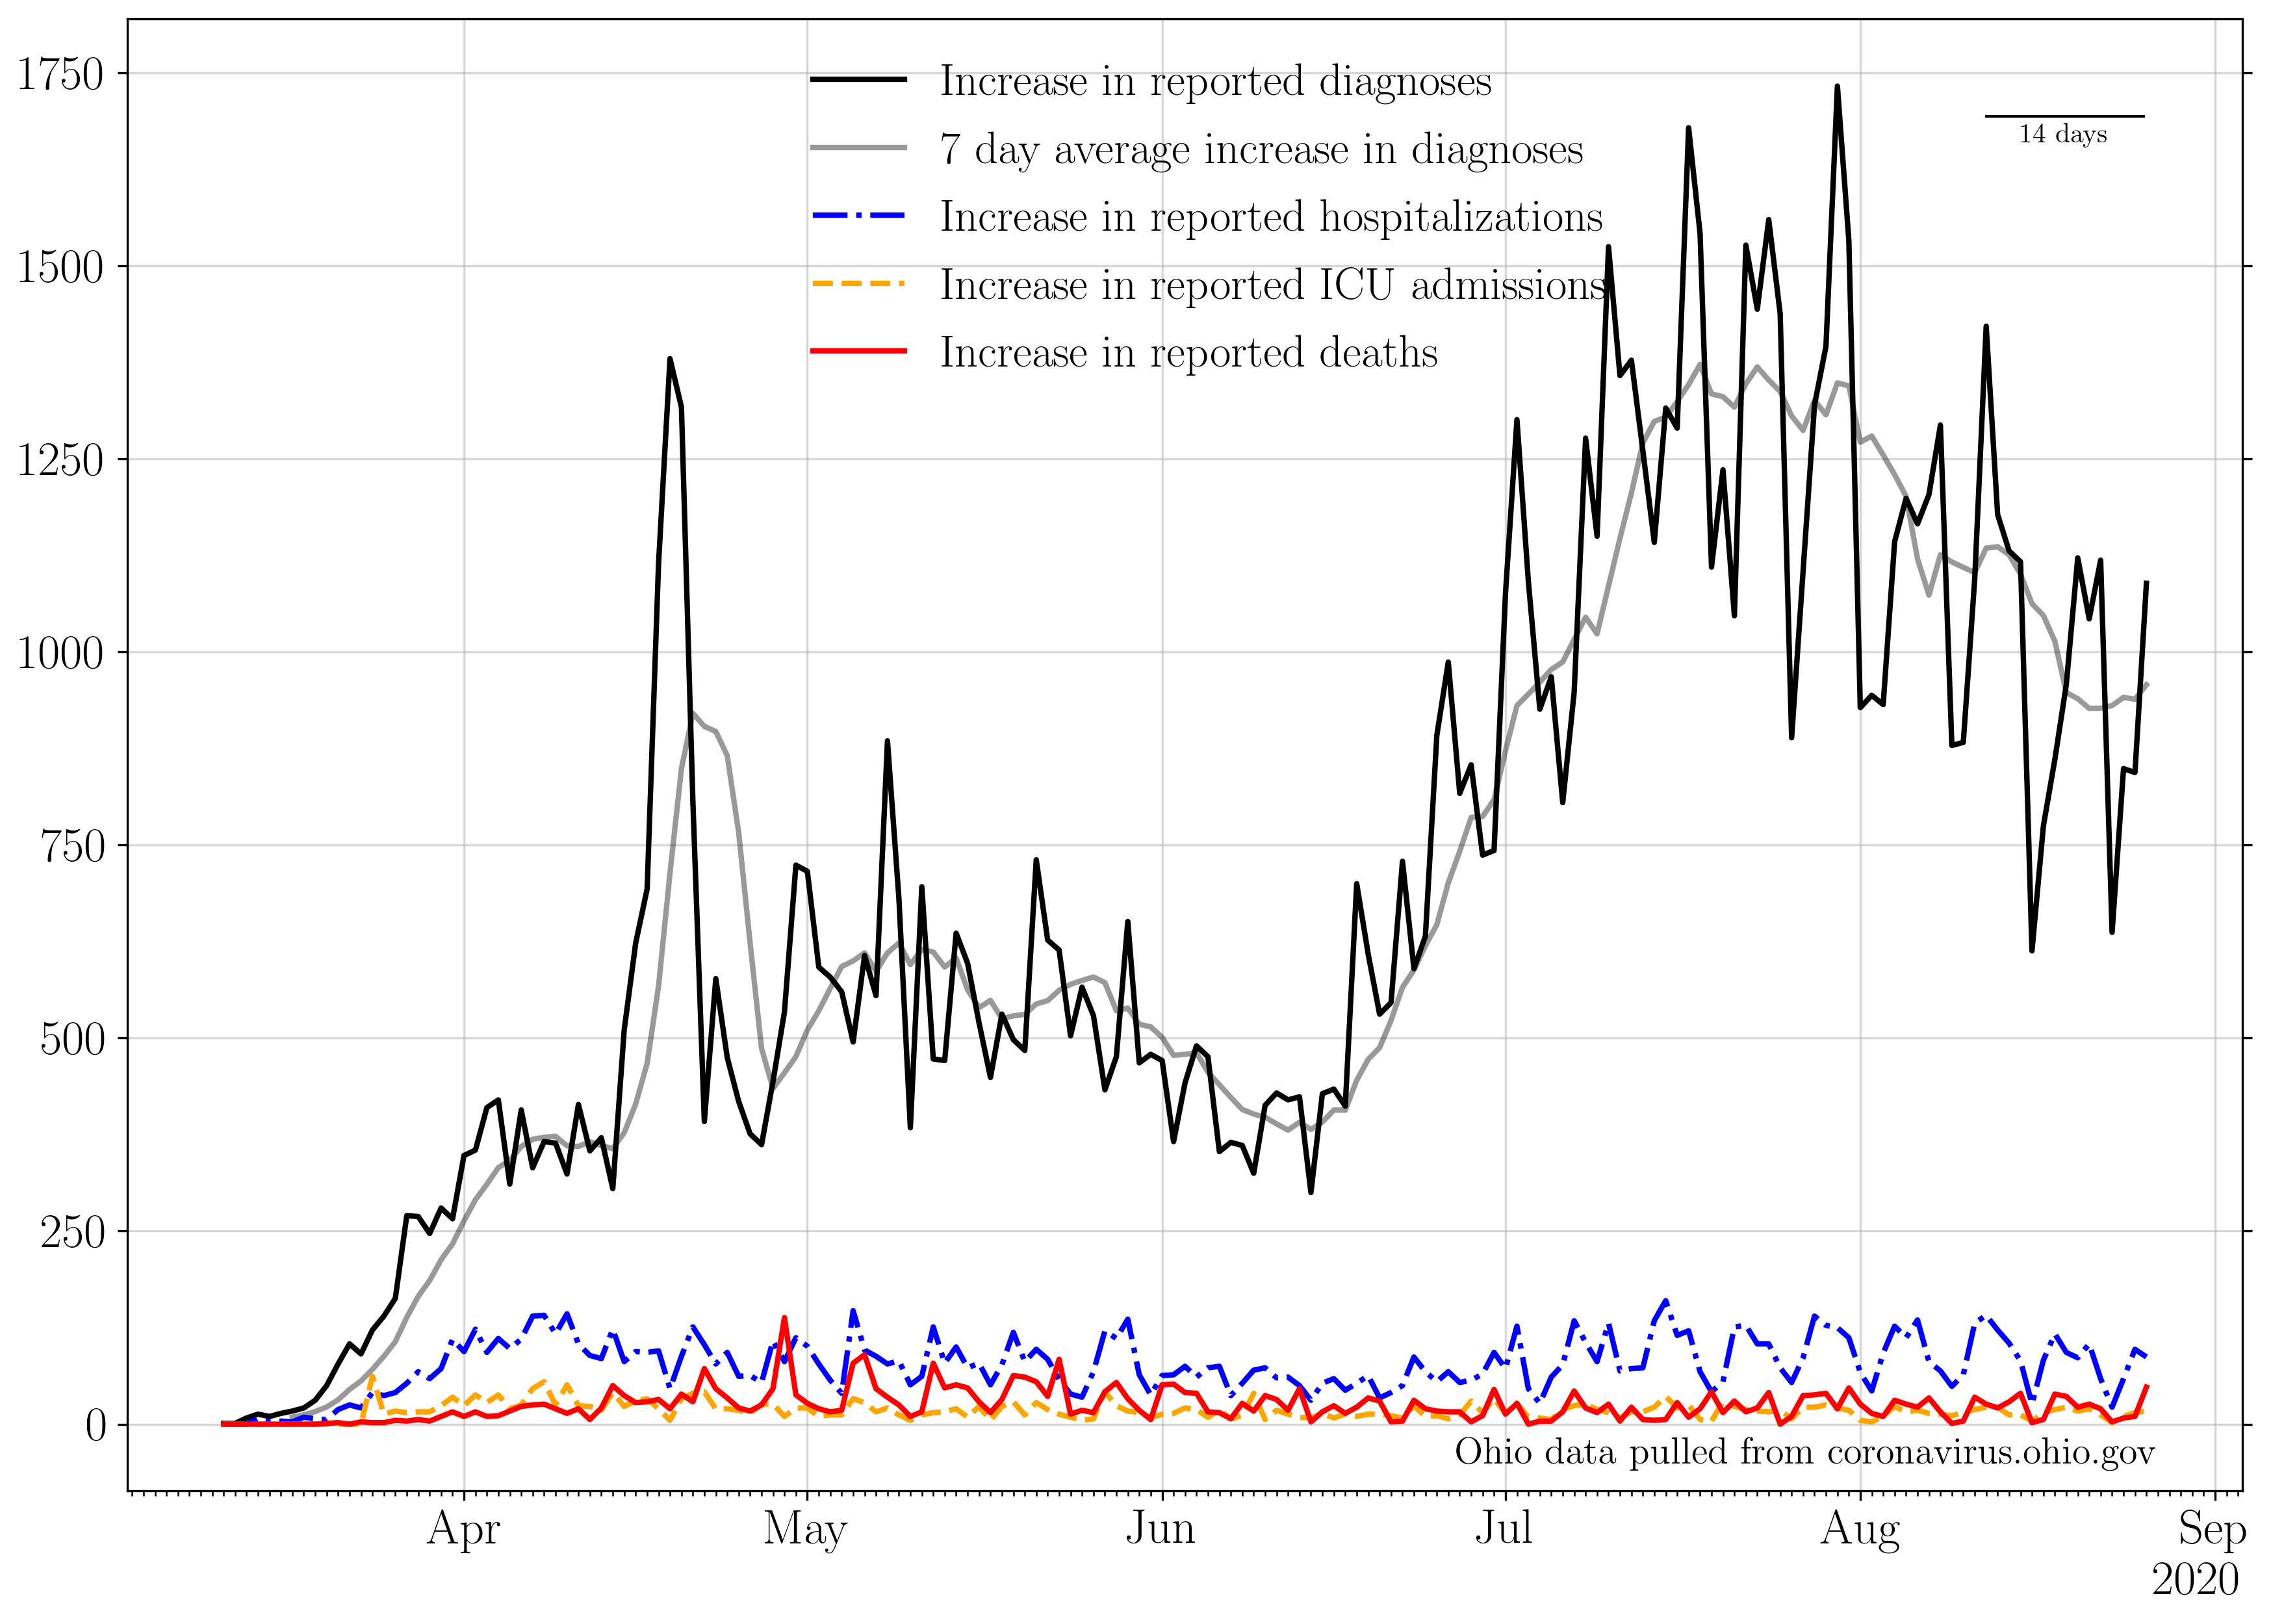 1750
1500
1250
1000
750
500
250
0
Increase in reported diagnoses
7 day average increase in diagnoses
Increase in reported hospitalizations
Increase in reported ICU admissions
Increase in reported deaths
14 days
Ohio data pulled from coronavirus.ohio.gov
Apr May Jun Jul Aug Sep
2020